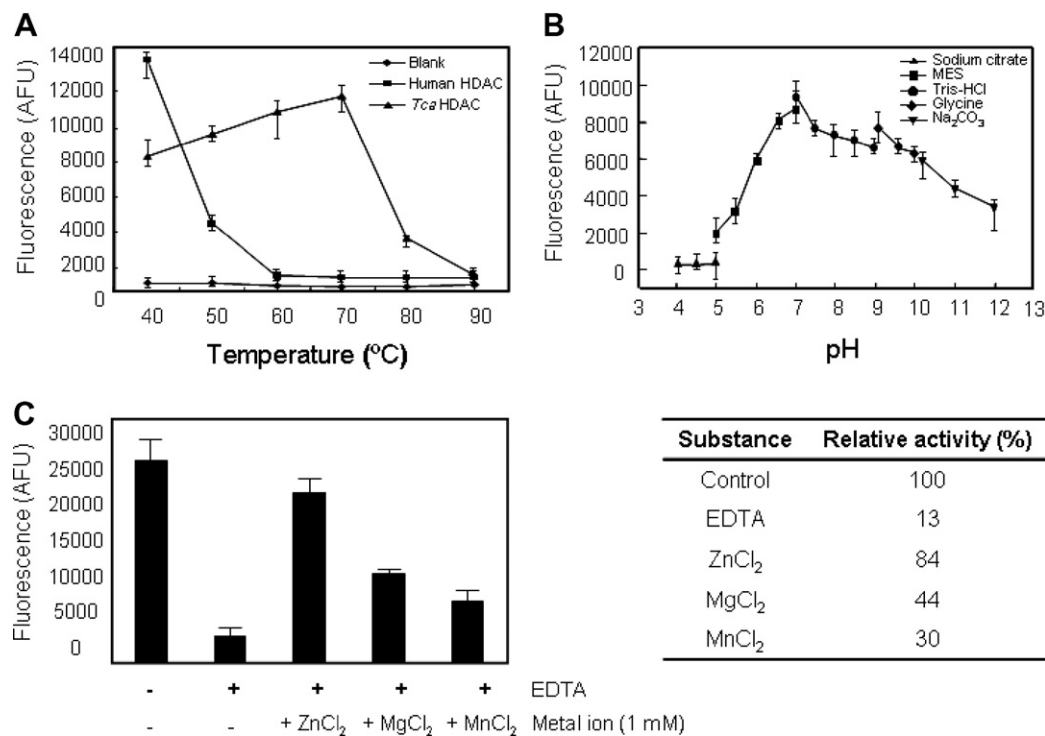 A
Fluorescence (AFU)
14000
12000
10000
8000
6000
4000
2000
0
40 50 60 70 80 90
Temperature (ºC)
Blank
Human HDAC
Tca HDAC
B
Fluorescence (AFU)
12000
10000
8000
6000
4000
2000
0
3 4 5 6 7 8 9 10 11 12 13
pH
Sodium citrate
MES
Tris-HCl
Glycine
Na₂CO₃
C
Fluorescence (AFU)
30000
25000
20000
15000
10000
5000
0
- + + + + EDTA
- - + ZnCl₂ + MgCl₂ + MnCl₂ Metal ion (1 mM)
Substance Relative activity (%)
Control 100
EDTA 13
ZnCl₂ 84
MgCl₂ 44
MnCl₂ 30